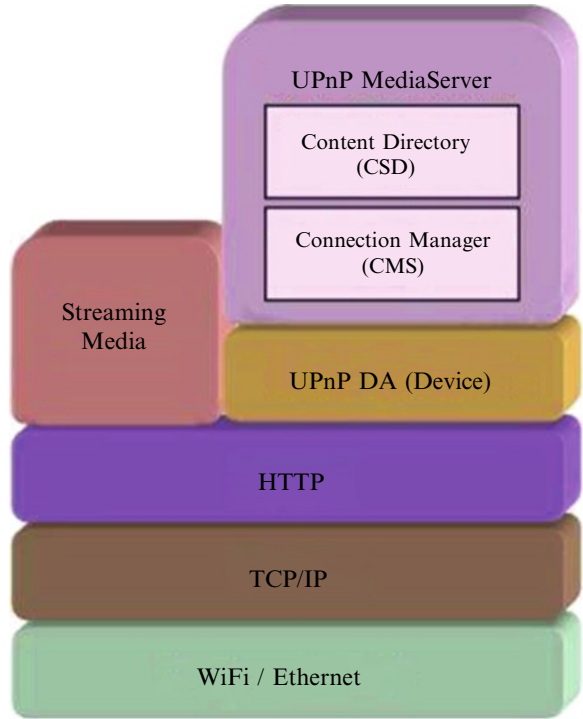 UPnP MediaServer
Content Directory
(CSD)
Connection Manager
(CMS)
Streaming
Media
UPnP DA (Device)
HTTP
TCP/IP
WiFi / Ethernet